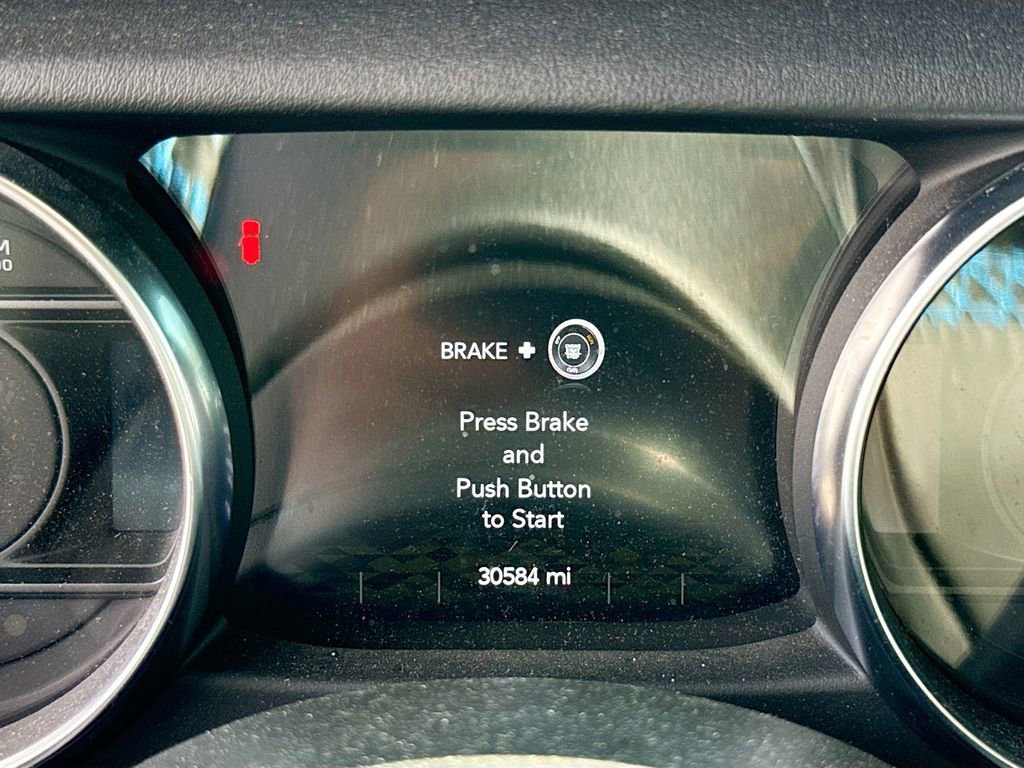 BRAKE +
Press Brake
and
Push Button
to Start
30584 mi